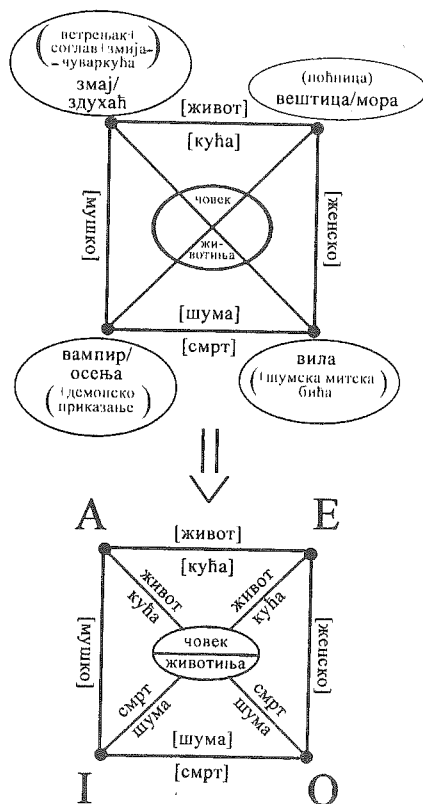 (ветрењак+
соглав+змија-
-чуваркућа)
змај/
здухаћ
(ноћница)
вештица/мора
[живот]
[кућа]
[мушко]
човек
жи-
вотиња
[женско]
[шума]
[смрт]
вампир/
осења
(+демонско
приказање)
вила
(+шумска митска
бића)
A
E
[живот]
[кућа]
живот
кућа
живот
кућа
[мушко]
човек
животиња
[женско]
смрт
шума
смрт
шума
[шума]
[смрт]
I
O